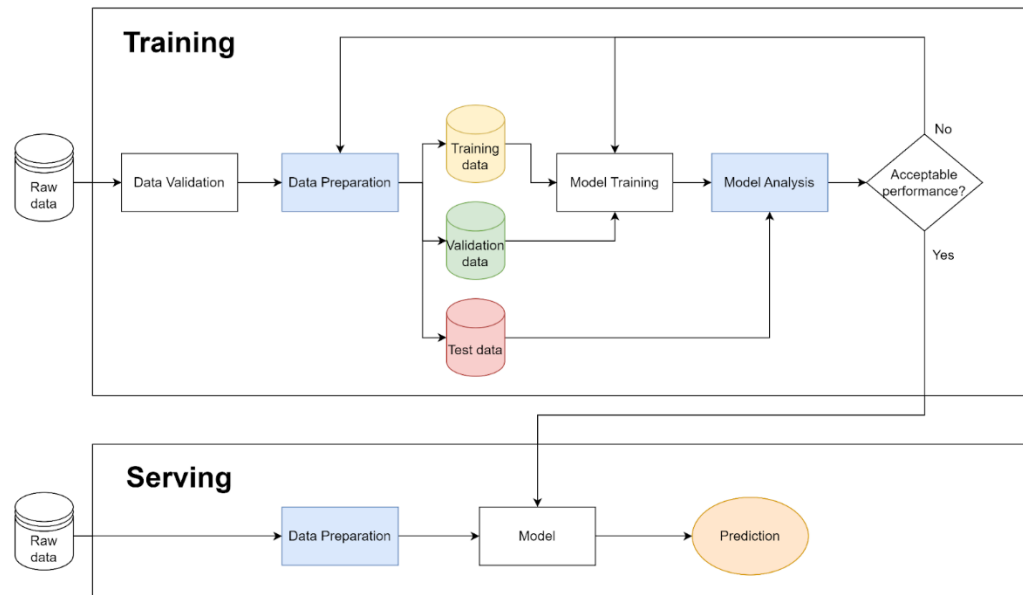 Training
Raw
data
Data Validation
Data Preparation
Training
data
Validation
data
Test data
Model Training
Model Analysis
Acceptable
performance?
No
Yes
Serving
Raw
data
Data Preparation
Model
Prediction